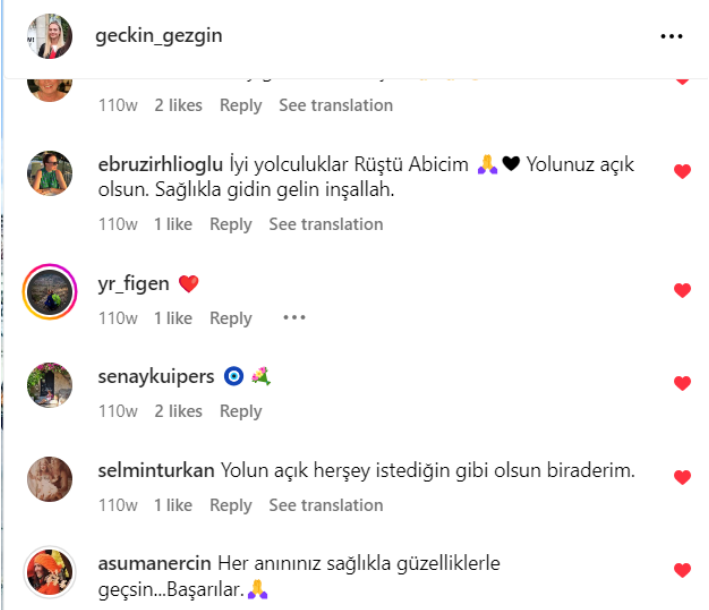 geckin_gezgin
110w 2 likes Reply See translation
ebruzirhlioglu İyi yolculuklar Rüştü Abicim 🙏🖤 Yolunuz açık
olsun. Sağlıkla gidin gelin inşallah.
110w 1 like Reply See translation
yr_figen ❤️
110w 1 like Reply
senaykuipers 🧿 💐
110w 2 likes Reply
selminturkan Yolun açık herşey istediğin gibi olsun biraderim.
110w 1 like Reply See translation
asumanercin Her anınınız sağlıkla güzelliklerle
geçsin...Başarılar.🙏